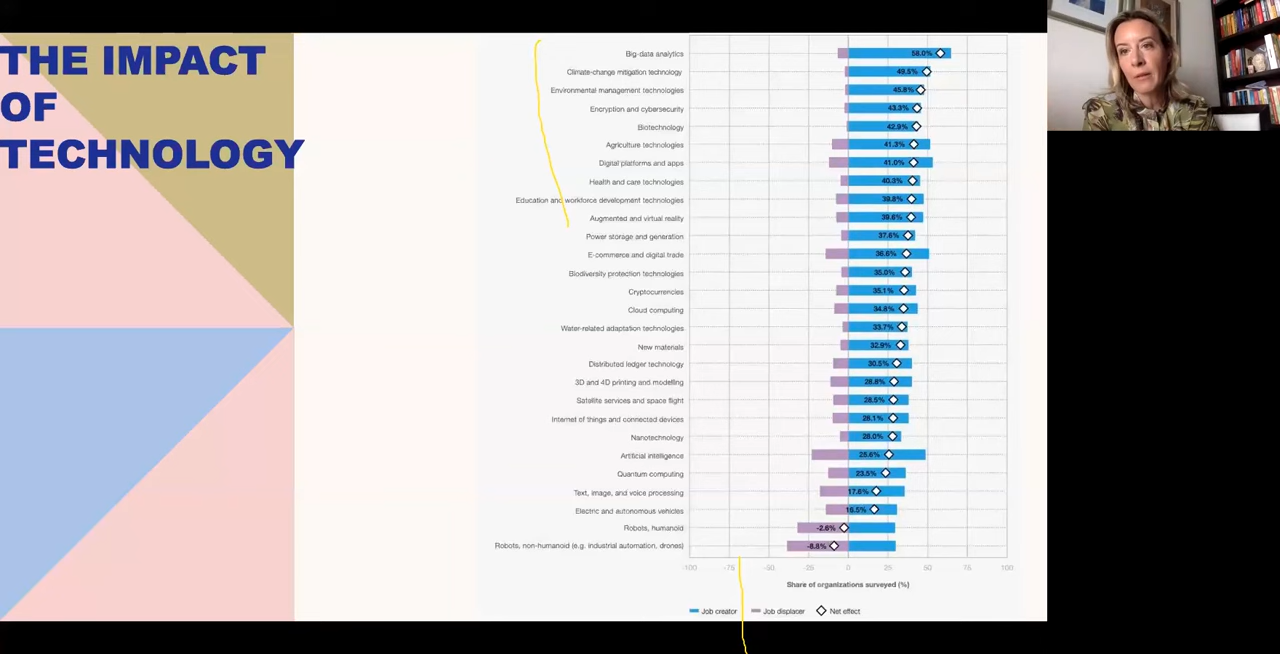 THE IMPACT
OF
TECHNOLOGY
Big-data analytics 58.0%
Climate-change mitigation technology 49.5%
Environmental management technologies 45.8%
Encryption and cybersecurity 43.3%
Biotechnology 42.9%
Agriculture technologies 41.3%
Digital platforms and apps 41.0%
Health and care technologies 40.3%
Education and workforce development technologies 39.8%
Augmented and virtual reality 39.6%
Power storage and generation 37.6%
E-commerce and digital trade 36.6%
Biodiversity protection technologies 35.0%
Cryptocurrencies 35.1%
Cloud computing 34.8%
Water-related adaptation technologies 33.7%
New materials 32.9%
Distributed ledger technology 30.5%
3D and 4D printing and modelling 28.8%
Satellite services and space flight 28.5%
Internet of things and connected devices 28.1%
Nanotechnology 28.0%
Artificial intelligence 25.6%
Quantum computing 23.5%
Text, image, and voice processing 17.8%
Electric and autonomous vehicles 16.5%
Robots, humanoid -2.6%
Robots, non-humanoid (e.g. industrial automation, drones) -8.8%
-100 -75 -50 -25 0 25 50 75 100
Share of organizations surveyed (%)
Job creator Job displacer Net effect